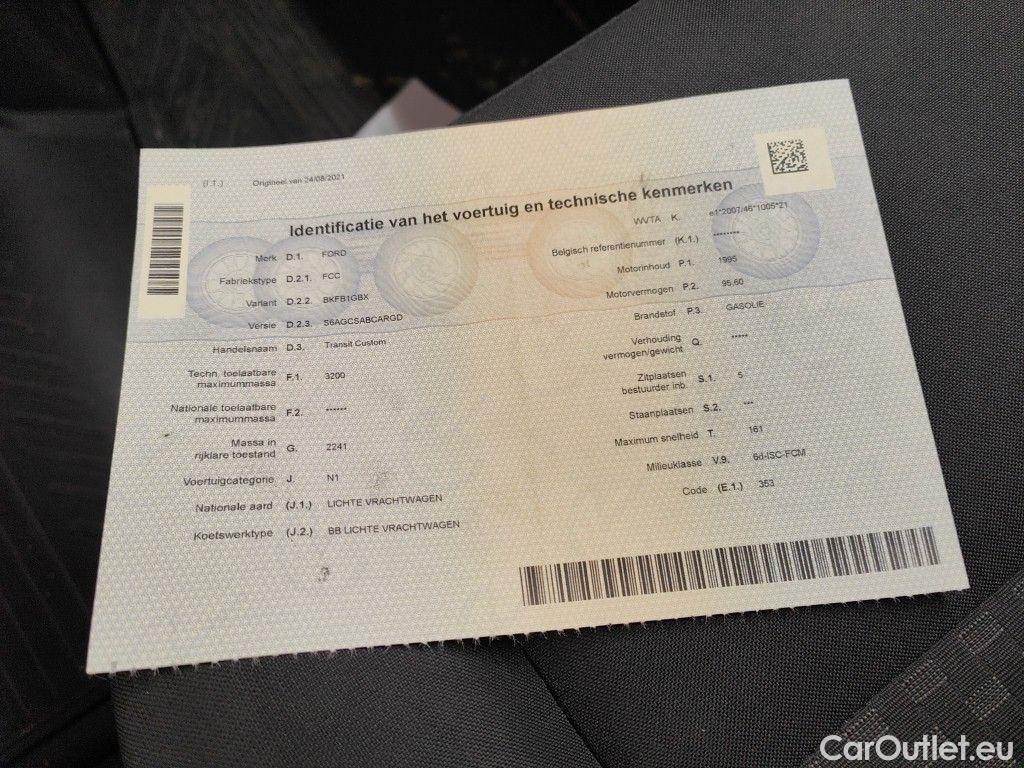 (I.T.) Origineel van 24/08/2021
Identificatie van het voertuig en technische kenmerken
Merk D.1. FORD
Fabriekstype D.2.1. FCC
Variant D.2.2. BKFB1GBX
Versie D.2.3. S6AGCSABCARGD
Handelsnaam D.3. Transit Custom
Techn. toelaatbare
maximummassa F.1. 3200
Nationale toelaatbare
maximummassa F.2. ******
Massa in
rijklare toestand G. 2241
Voertuigcategorie J. N1
Nationale aard (J.1.) LICHTE VRACHTWAGEN
Koetswerktype (J.2.) BB LICHTE VRACHTWAGEN
WVTA K. e1*2007/46*1005*21
Belgisch referentienummer (K.1.) ********
Motorinhoud P.1. 1995
Motorvermogen P.2. 95,60
Brandstof P.3. GASOLIE
Verhouding
vermogen/gewicht Q. *****
Zitplaatsen
bestuurder inb. S.1. 5
Staanplaatsen S.2. ***
Maximum snelheid T. 161
Milieuklasse V.9. 6d-ISC-FCM
Code (E.1.) 353
CarOutlet.eu